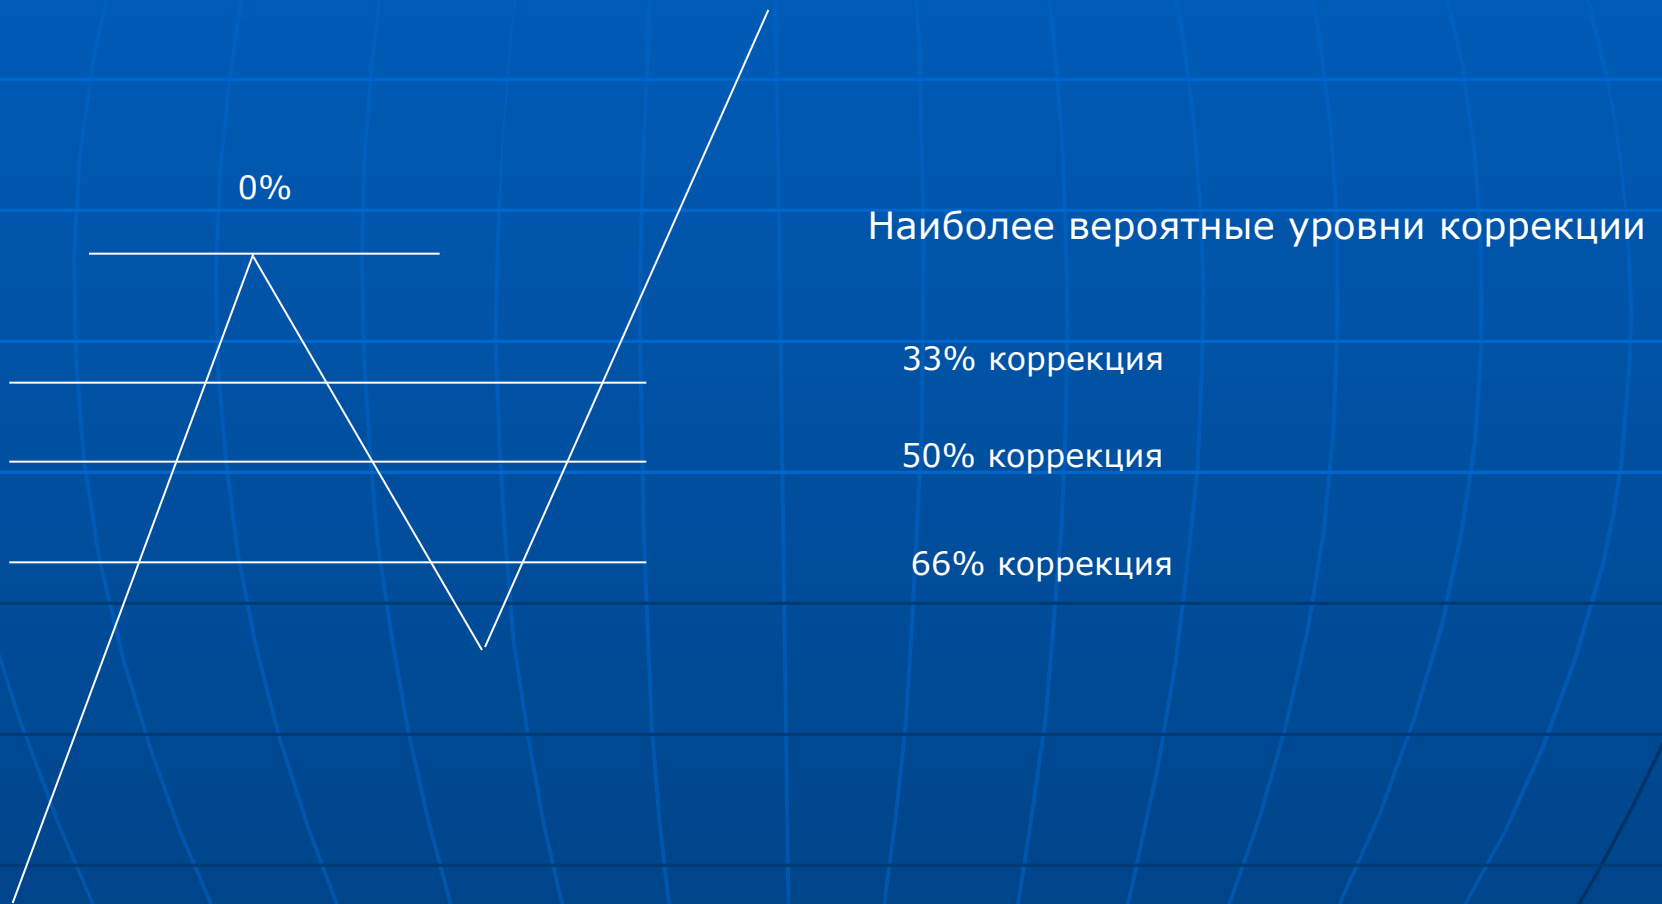 0%
Наиболее вероятные уровни коррекции
33% коррекция
50% коррекция
66% коррекция